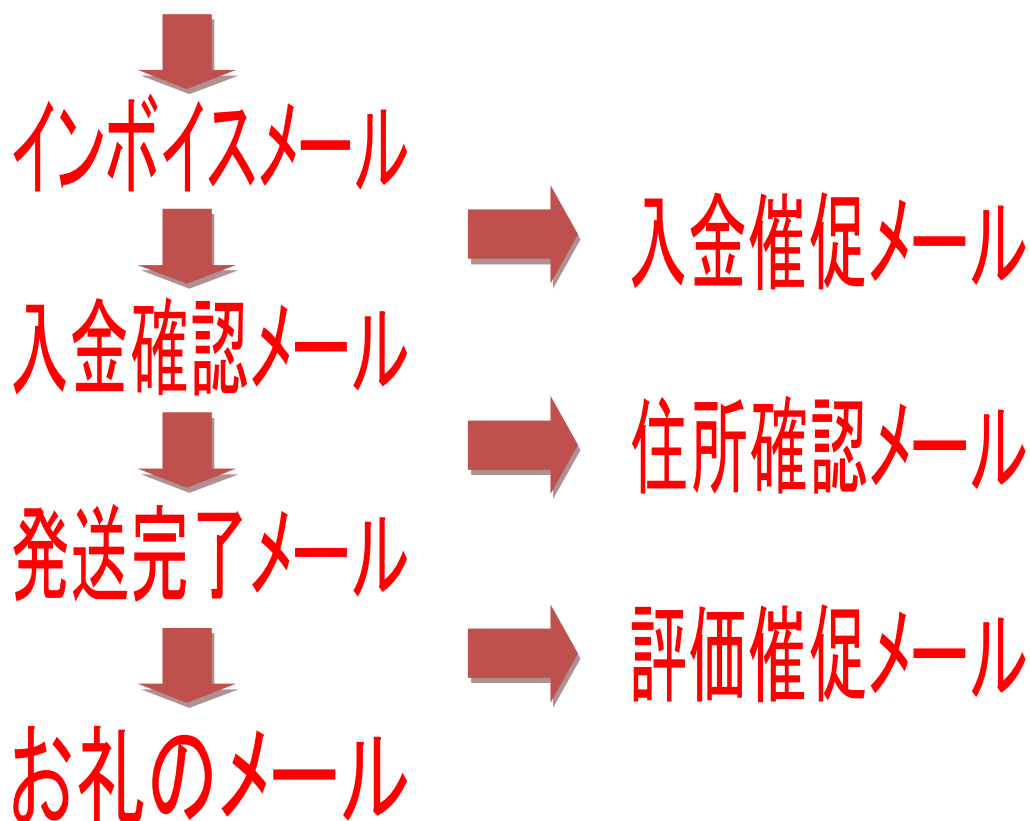 インボイスメール
入金催促メール
入金確認メール
住所確認メール
発送完了メール
評価催促メール
お礼のメール